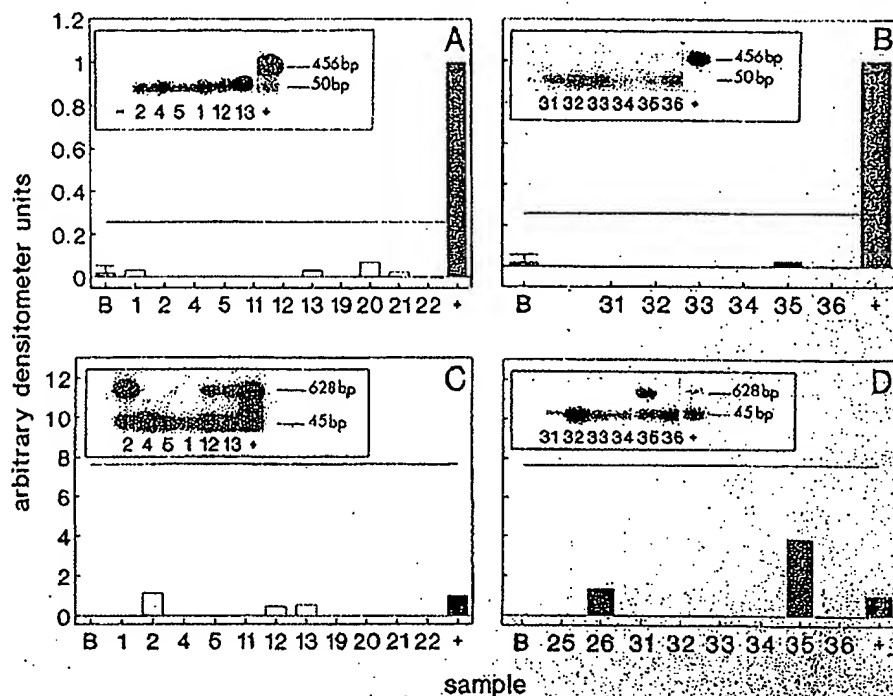 arbitrary densitometer units
1.2
1
0.8
0.6
0.4
0.2
0
A
456bp
50bp
- 2 4 5 1 12 13 +
B 1 2 4 5 11 12 13 19 20 21 22 +
B
456bp
50bp
31 32 33 34 35 36 +
B 31 32 33 34 35 36 +
12
10
8
6
4
2
0
C
628bp
45bp
2 4 5 1 12 13 +
B 1 2 4 5 11 12 13 19 20 21 22 +
D
628bp
45bp
31 32 33 34 35 36 +
B 25 26 31 32 33 34 35 36 +
sample